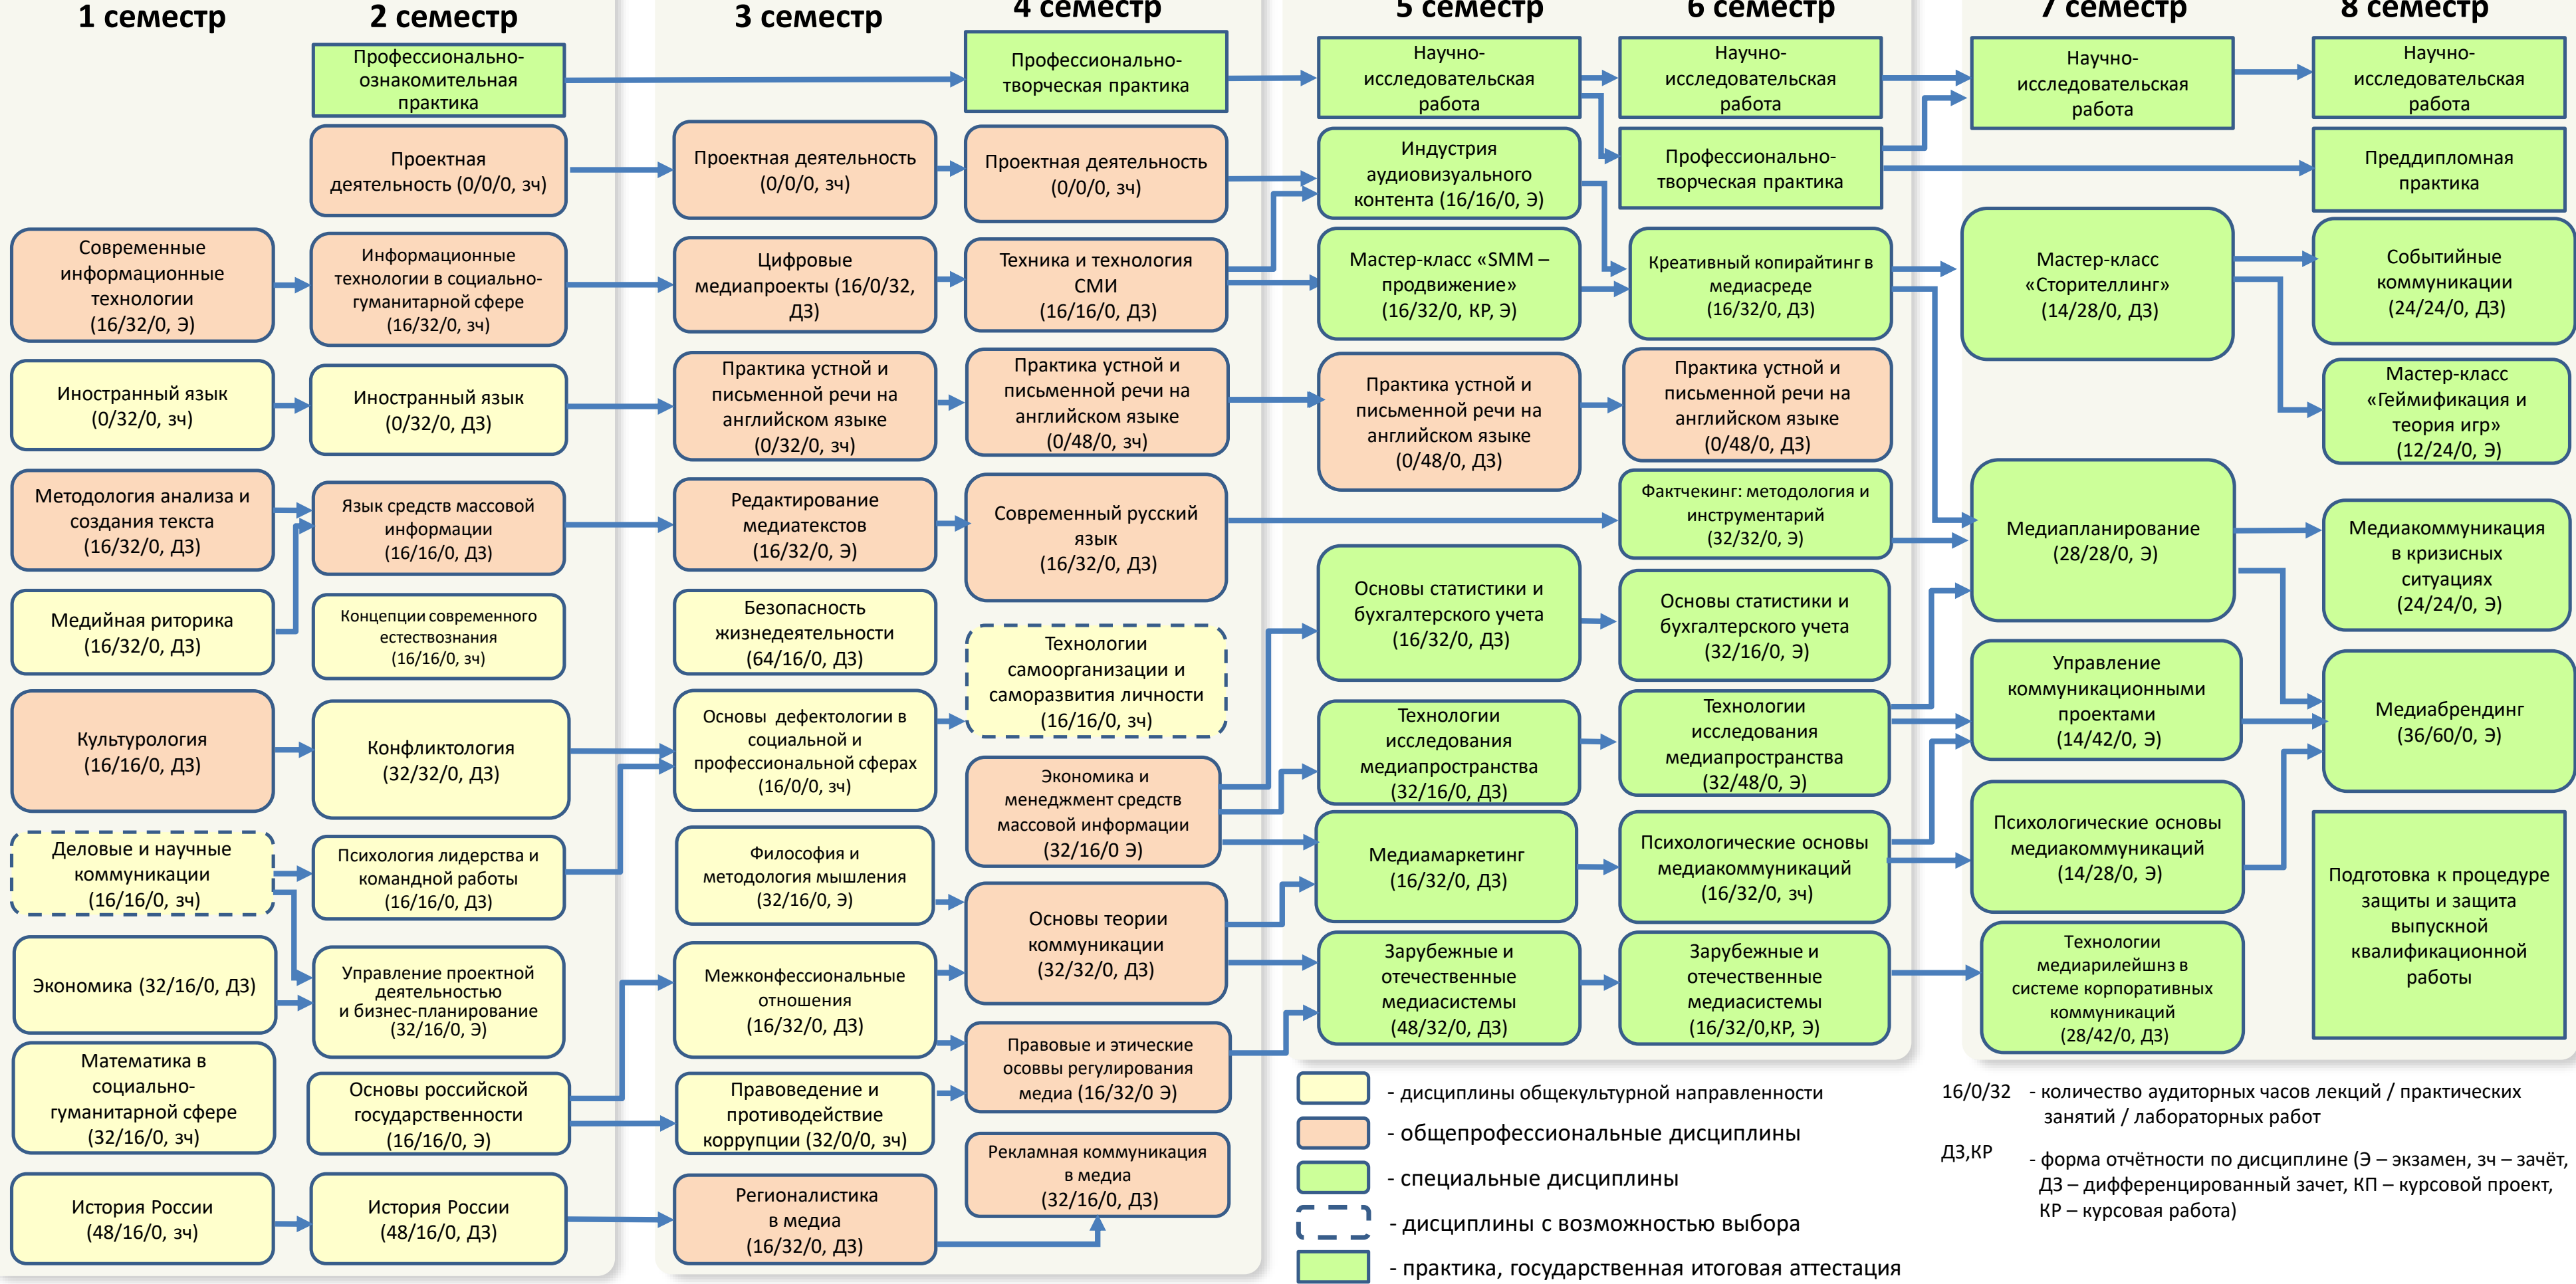 1 семестр
2 семестр
3 семестр
4 семестр
5 семестр
6 семестр
7 семестр
8 семестр
Современные
информационные
технологии
(16/32/0, Э)
Иностранный язык
(0/32/0, зч)
Методология анализа и
создания текста
(16/32/0, ДЗ)
Медийная риторика
(16/32/0, ДЗ)
Культурология
(16/16/0, ДЗ)
Деловые и научные
коммуникации
(16/16/0, зч)
Экономика (32/16/0, ДЗ)
Математика в
социально-
гуманитарной сфере
(32/16/0, зч)
История России
(48/16/0, зч)
Профессионально-
ознакомительная
практика
Проектная
деятельность (0/0/0, зч)
Информационные
технологии в социально-
гуманитарной сфере
(16/32/0, зч)
Иностранный язык
(0/32/0, ДЗ)
Язык средств массовой
информации
(16/16/0, ДЗ)
Концепции современного
естествознания
(16/16/0, зч)
Конфликтология
(32/32/0, ДЗ)
Психология лидерства и
командной работы
(16/16/0, ДЗ)
Управление проектной
деятельностью
и бизнес-планирование
(32/16/0, Э)
Основы российской
государственности
(16/16/0, Э)
История России
(48/16/0, ДЗ)
Проектная деятельность
(0/0/0, зч)
Цифровые
медиапроекты (16/0/32,
ДЗ)
Практика устной и
письменной речи на
английском языке
(0/32/0, зч)
Редактирование
медиатекстов
(16/32/0, Э)
Безопасность
жизнедеятельности
(64/16/0, ДЗ)
Основы дефектологии в
социальной и
профессиональной сферах
(16/0/0, зч)
Философия и
методология мышления
(32/16/0, Э)
Межконфессиональные
отношения
(16/32/0, ДЗ)
Правоведение и
противодействие
коррупции (32/0/0, зч)
Регионалистика
в медиа
(16/32/0, ДЗ)
Профессионально-
творческая практика
Проектная деятельность
(0/0/0, зч)
Техника и технология
СМИ
(16/16/0, ДЗ)
Практика устной и
письменной речи на
английском языке
(0/48/0, зч)
Современный русский
язык
(16/32/0, ДЗ)
Технологии
самоорганизации и
саморазвития личности
(16/16/0, зч)
Экономика и
менеджмент средств
массовой информации
(32/16/0 Э)
Основы теории
коммуникации
(32/32/0, ДЗ)
Правовые и этические
осоввы регулирования
медиа (16/32/0 Э)
Рекламная коммуникация
в медиа
(32/16/0, ДЗ)
Научно-
исследовательская
работа
Индустрия
аудиовизуального
контента (16/16/0, Э)
Мастер-класс «SMM –
продвижение»
(16/32/0, КР, Э)
Практика устной и
письменной речи на
английском языке
(0/48/0, ДЗ)
Основы статистики и
бухгалтерского учета
(16/32/0, ДЗ)
Технологии
исследования
медиапространства
(32/16/0, ДЗ)
Медиамаркетинг
(16/32/0, ДЗ)
Зарубежные и
отечественные
медиасистемы
(48/32/0, ДЗ)
Научно-
исследовательская
работа
Профессионально-
творческая практика
Креативный копирайтинг в
медиасреде
(16/32/0, ДЗ)
Практика устной и
письменной речи на
английском языке
(0/48/0, ДЗ)
Фактчекинг: методология и
инструментарий
(32/32/0, Э)
Основы статистики и
бухгалтерского учета
(32/16/0, Э)
Технологии
исследования
медиапространства
(32/48/0, Э)
Психологические основы
медиакоммуникаций
(16/32/0, зч)
Зарубежные и
отечественные
медиасистемы
(16/32/0,КР, Э)
Научно-
исследовательская
работа
Мастер-класс
«Сторителлинг»
(14/28/0, ДЗ)
Медиапланирование
(28/28/0, Э)
Управление
коммуникационными
проектами
(14/42/0, Э)
Психологические основы
медиакоммуникаций
(14/28/0, Э)
Технологии
медиарилейшнз в
системе корпоративных
коммуникаций
(28/42/0, ДЗ)
Научно-
исследовательская
работа
Преддипломная
практика
Событийные
коммуникации
(24/24/0, ДЗ)
Мастер-класс
«Геймификация и
теория игр»
(12/24/0, Э)
Медиакоммуникация
в кризисных
ситуациях
(24/24/0, Э)
Медиабрендинг
(36/60/0, Э)
Подготовка к процедуре
защиты и защита
выпускной
квалификационной
работы
- дисциплины общекультурной направленности
- общепрофессиональные дисциплины
- специальные дисциплины
- дисциплины с возможностью выбора
- практика, государственная итоговая аттестация
16/0/32 - количество аудиторных часов лекций / практических
занятий / лабораторных работ
ДЗ,КР - форма отчётности по дисциплине (Э – экзамен, зч – зачёт,
ДЗ – дифференцированный зачет, КП – курсовой проект,
КР – курсовая работа)